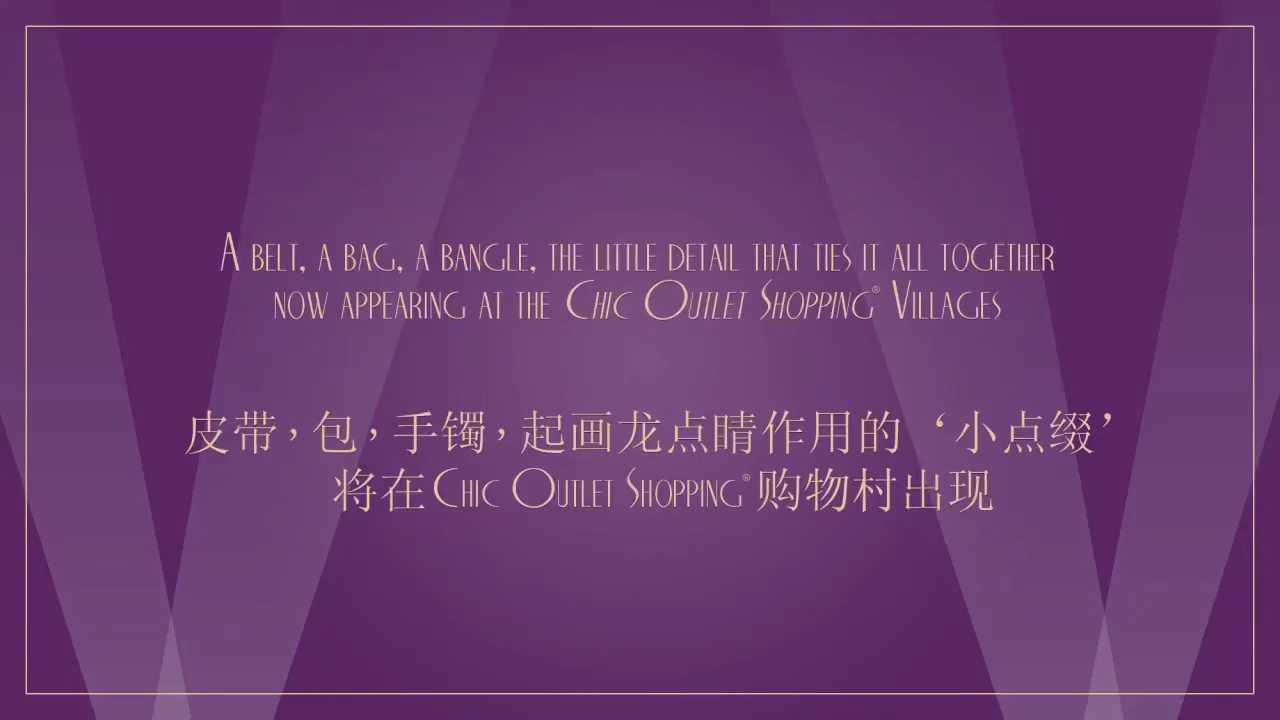 A BELT, A BAG, A BANGLE, THE LITTLE DETAIL THAT TIES IT ALL TOGETHER
NOW APPEARING AT THE CHIC OUTLET SHOPPING® VILLAGES
皮带，包，手镯，起画龙点睛作用的‘小点缀’
将在CHIC OUTLET SHOPPING®购物村出现